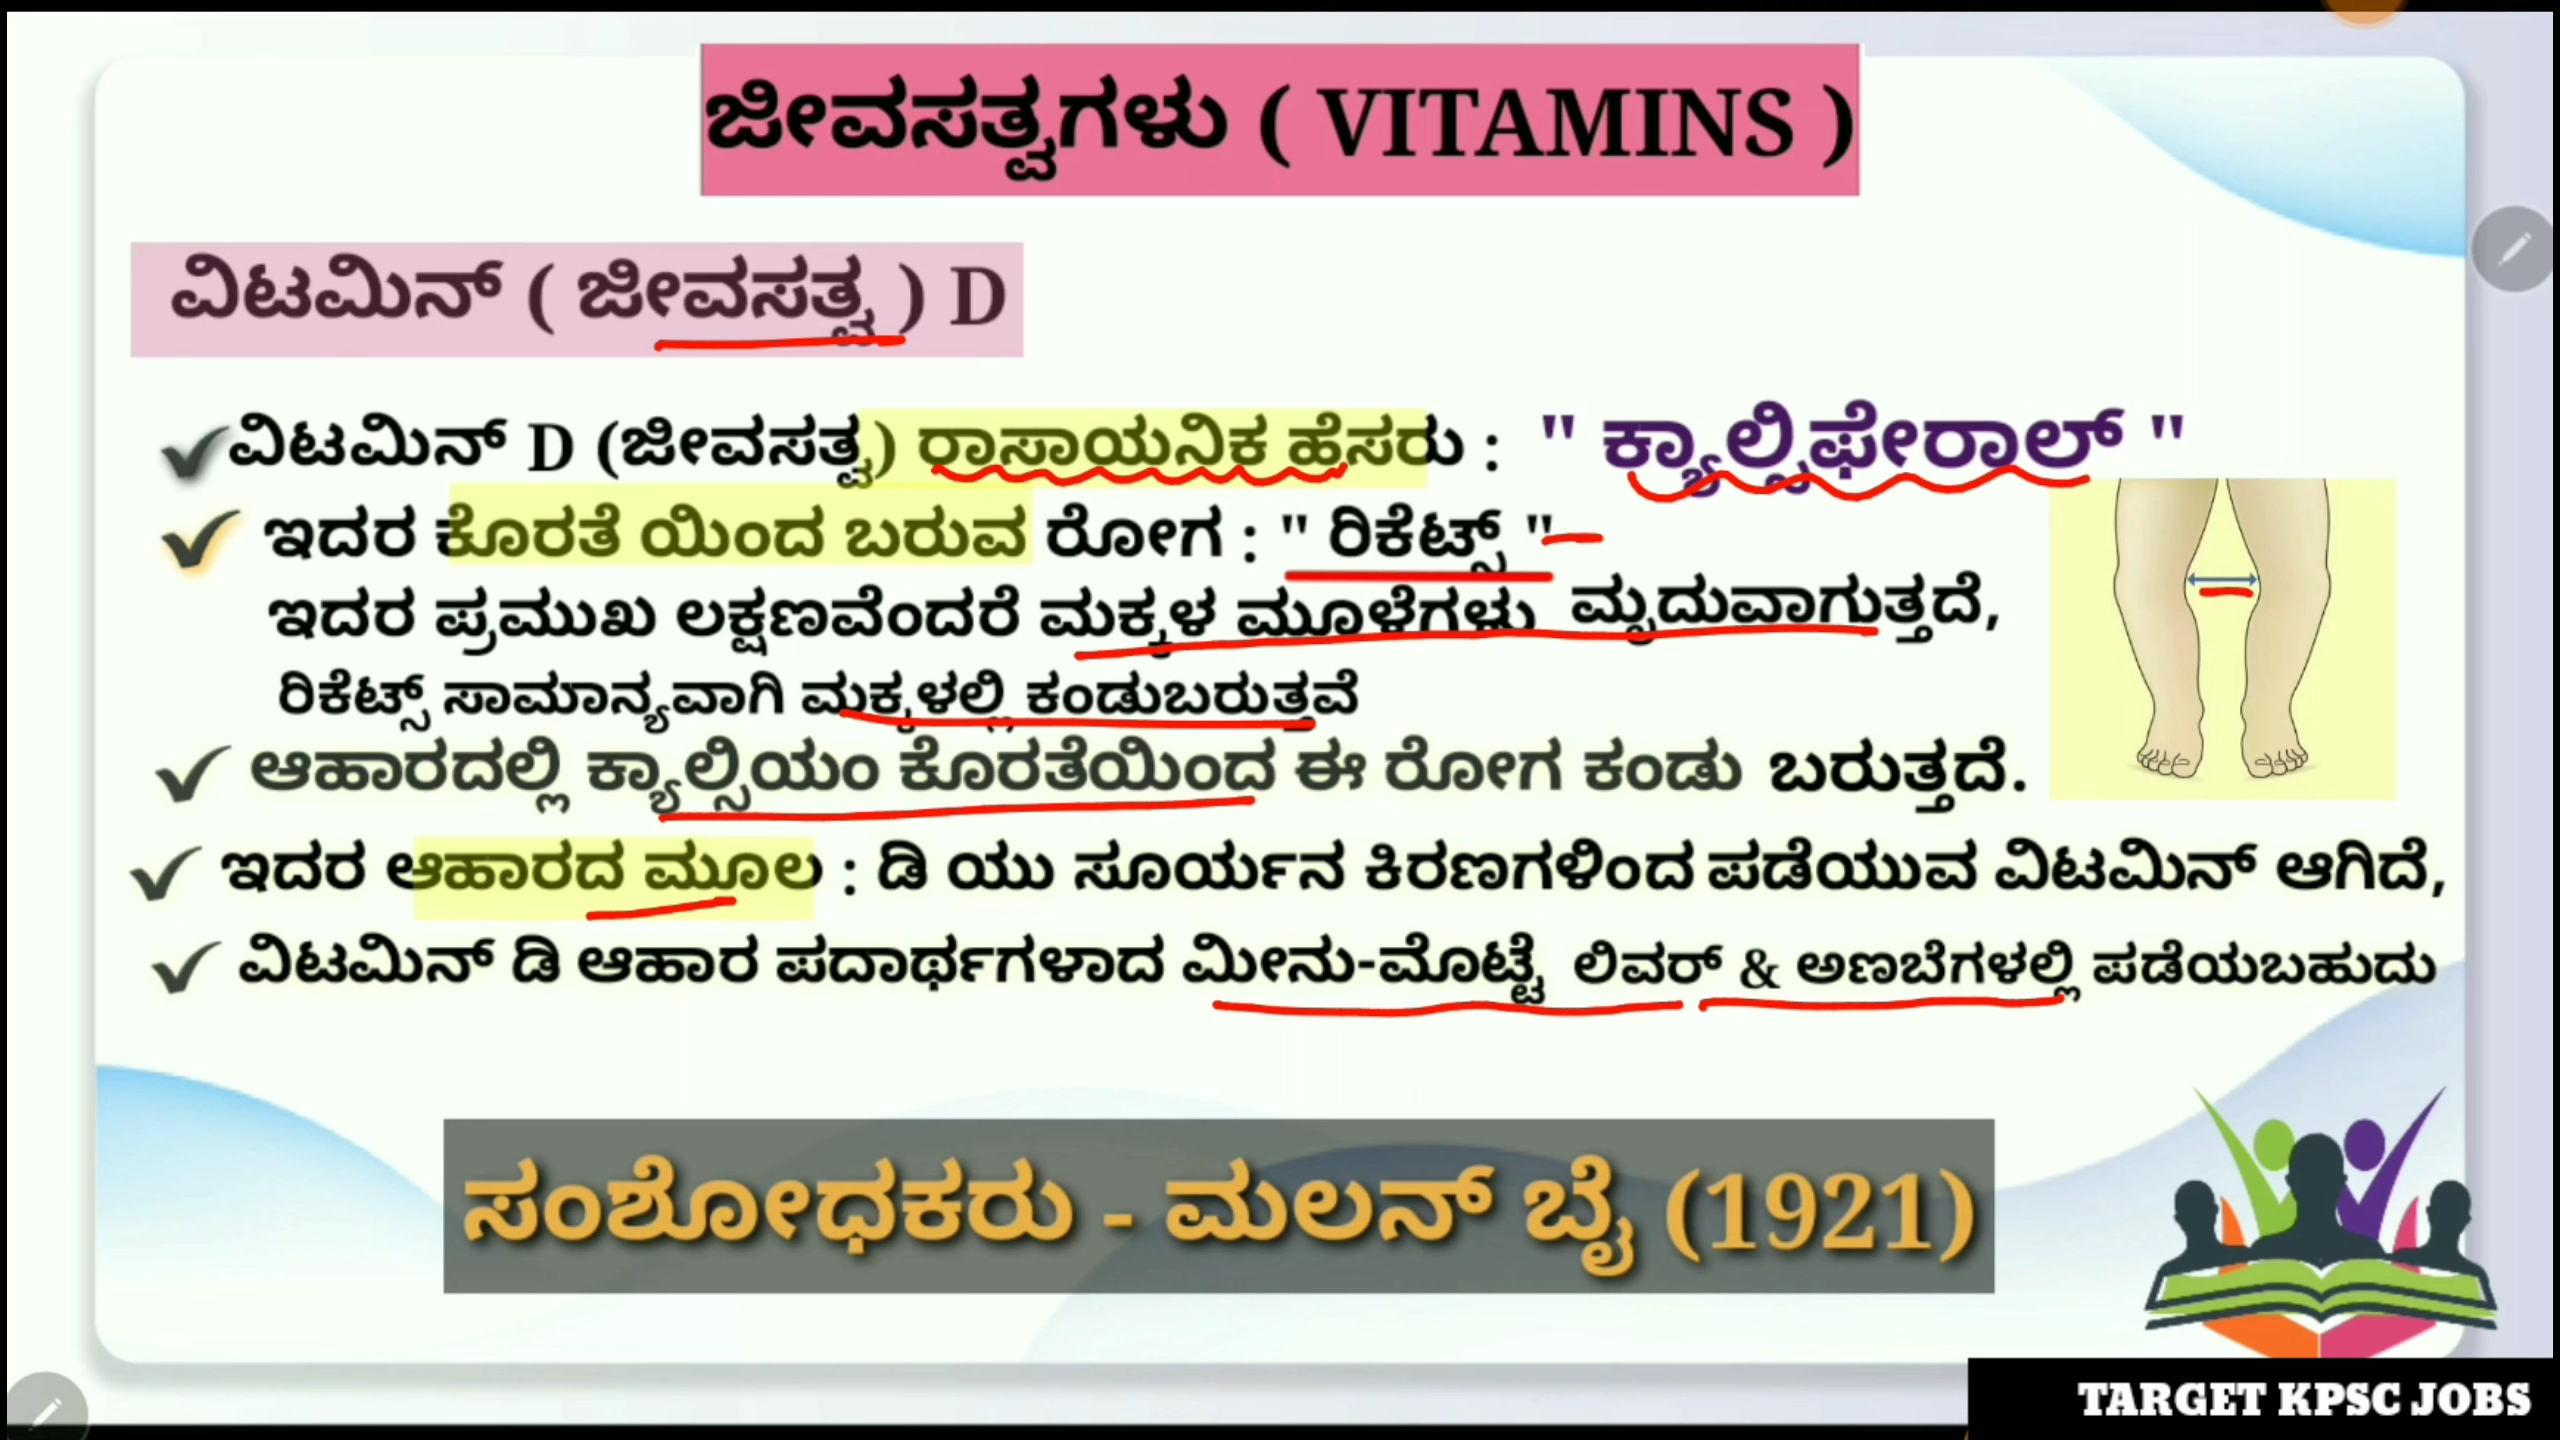 ಜೀವಸತ್ವಗಳು ( VITAMINS )
ವಿಟಮಿನ್ ( ಜೀವಸತ್ವ ) D
ವಿಟಮಿನ್ D (ಜೀವಸತ್ವ) ರಾಸಾಯನಿಕ ಹೆಸರು : " ಕ್ಯಾಲ್ಸಿಫೇರಾಲ್ "
ಇದರ ಕೊರತೆ ಯಿಂದ ಬರುವ ರೋಗ : " ರಿಕೆಟ್ಸ್ "
ಇದರ ಪ್ರಮುಖ ಲಕ್ಷಣವೆಂದರೆ ಮಕ್ಕಳ ಮೂಳೆಗಳು ಮೃದುವಾಗುತ್ತದೆ,
ರಿಕೆಟ್ಸ್ ಸಾಮಾನ್ಯವಾಗಿ ಮಕ್ಕಳಲ್ಲಿ ಕಂಡುಬರುತ್ತವೆ
ಆಹಾರದಲ್ಲಿ ಕ್ಯಾಲ್ಸಿಯಂ ಕೊರತೆಯಿಂದ ಈ ರೋಗ ಕಂಡು ಬರುತ್ತದೆ.
ಇದರ ಆಹಾರದ ಮೂಲ : ಡಿ ಯು ಸೂರ್ಯನ ಕಿರಣಗಳಿಂದ ಪಡೆಯುವ ವಿಟಮಿನ್ ಆಗಿದೆ,
ವಿಟಮಿನ್ ಡಿ ಆಹಾರ ಪದಾರ್ಥಗಳಾದ ಮೀನು-ಮೊಟ್ಟೆ ಲಿವರ್ & ಅಣಬೆಗಳಲ್ಲಿ ಪಡೆಯಬಹುದು
ಸಂಶೋಧಕರು - ಮಲನ್ ಬೈ (1921)
TARGET KPSC JOBS